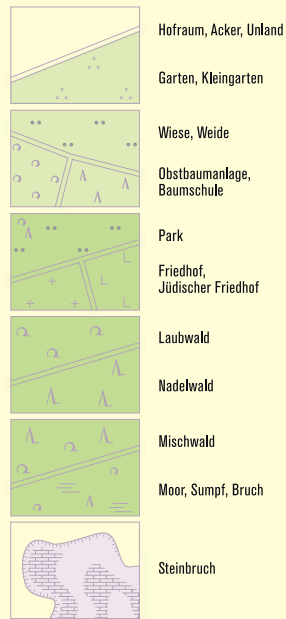 Hofraum, Acker, Unland
Garten, Kleingarten
Wiese, Weide
Obstbaumanlage,
Baumschule
Park
Friedhof,
Jüdischer Friedhof
Laubwald
Nadelwald
Mischwald
Moor, Sumpf, Bruch
Steinbruch